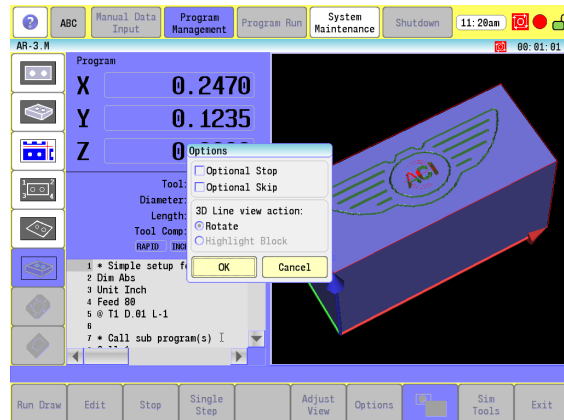 ?
ABC
Manual Data
Input
Program
Management
Program Run
System
Maintenance
Shutdown
11:20am
AR-3.M
00:01:01
Program
X 0.2470
Y 0.1235
Z
Tool:
Diameter:
Length:
Tool Comp:
RAPID
Options
Optional Stop
Optional Skip
3D Line view action:
Rotate
Highlight Block
OK
Cancel
ACI
1 2
3 4
1 * Simple setup
2 Dim Abs
3 Unit Inch
4 Feed 80
5 @ T1 D.01 L-1
6
7 * Call sub program(s)
Run Draw
Edit
Stop
Single
Step
Adjust
View
Options
Sim
Tools
Exit